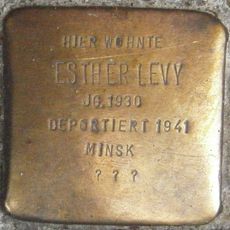 HIER WOHNTE
ESTHER LEVY
JG. 1930
DEPORTIERT 1941
MINSK
? ? ?